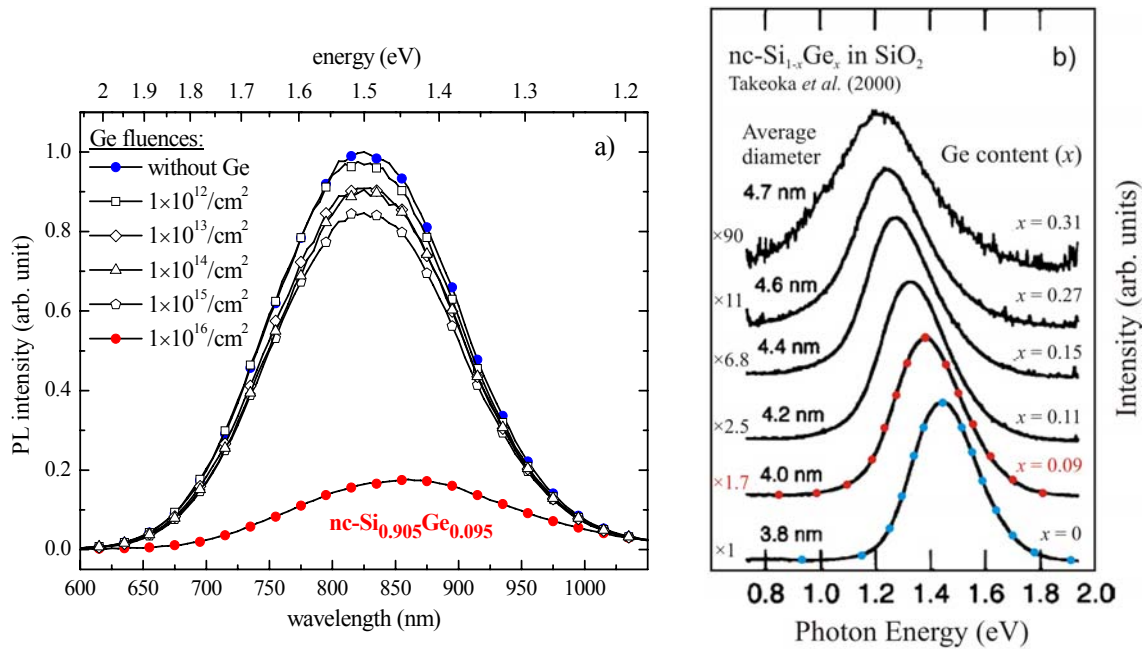 energy (eV)
2 1.9 1.8 1.7 1.6 1.5 1.4 1.3 1.2
a)
Ge fluences:
without Ge
1×10¹²/cm²
1×10¹³/cm²
1×10¹⁴/cm²
1×10¹⁵/cm²
1×10¹⁶/cm²
nc-Si₀.₉₀₅Ge₀.₀₉₅
PL intensity (arb. unit)
1.0
0.8
0.6
0.4
0.2
0.0
600 700 800 900 1000
wavelength (nm)
b)
nc-Si₁₋ₓGeₓ in SiO₂
Takeoka et al. (2000)
Average
diameter
Ge content (x)
4.7 nm
×90
x = 0.31
4.6 nm
×11
x = 0.27
4.4 nm
×6.8
x = 0.15
4.2 nm
×2.5
x = 0.11
4.0 nm
×1.7
x = 0.09
3.8 nm
×1
x = 0
Intensity (arb. units)
0.8 1.0 1.2 1.4 1.6 1.8 2.0
Photon Energy (eV)